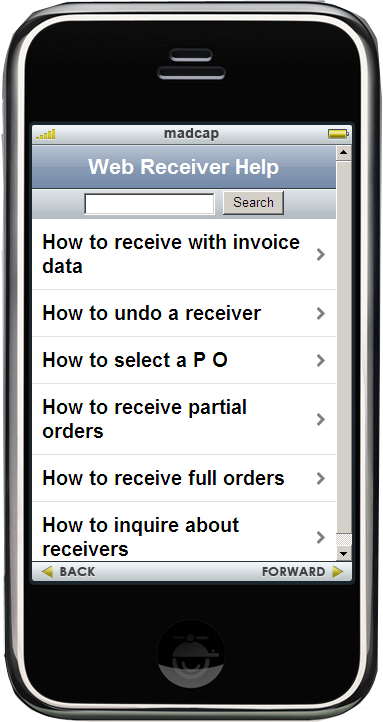 madcap
Web Receiver Help
Search
How to receive with invoice
data
How to undo a receiver
How to select a P O
How to receive partial
orders
How to receive full orders
How to inquire about
receivers
BACK FORWARD